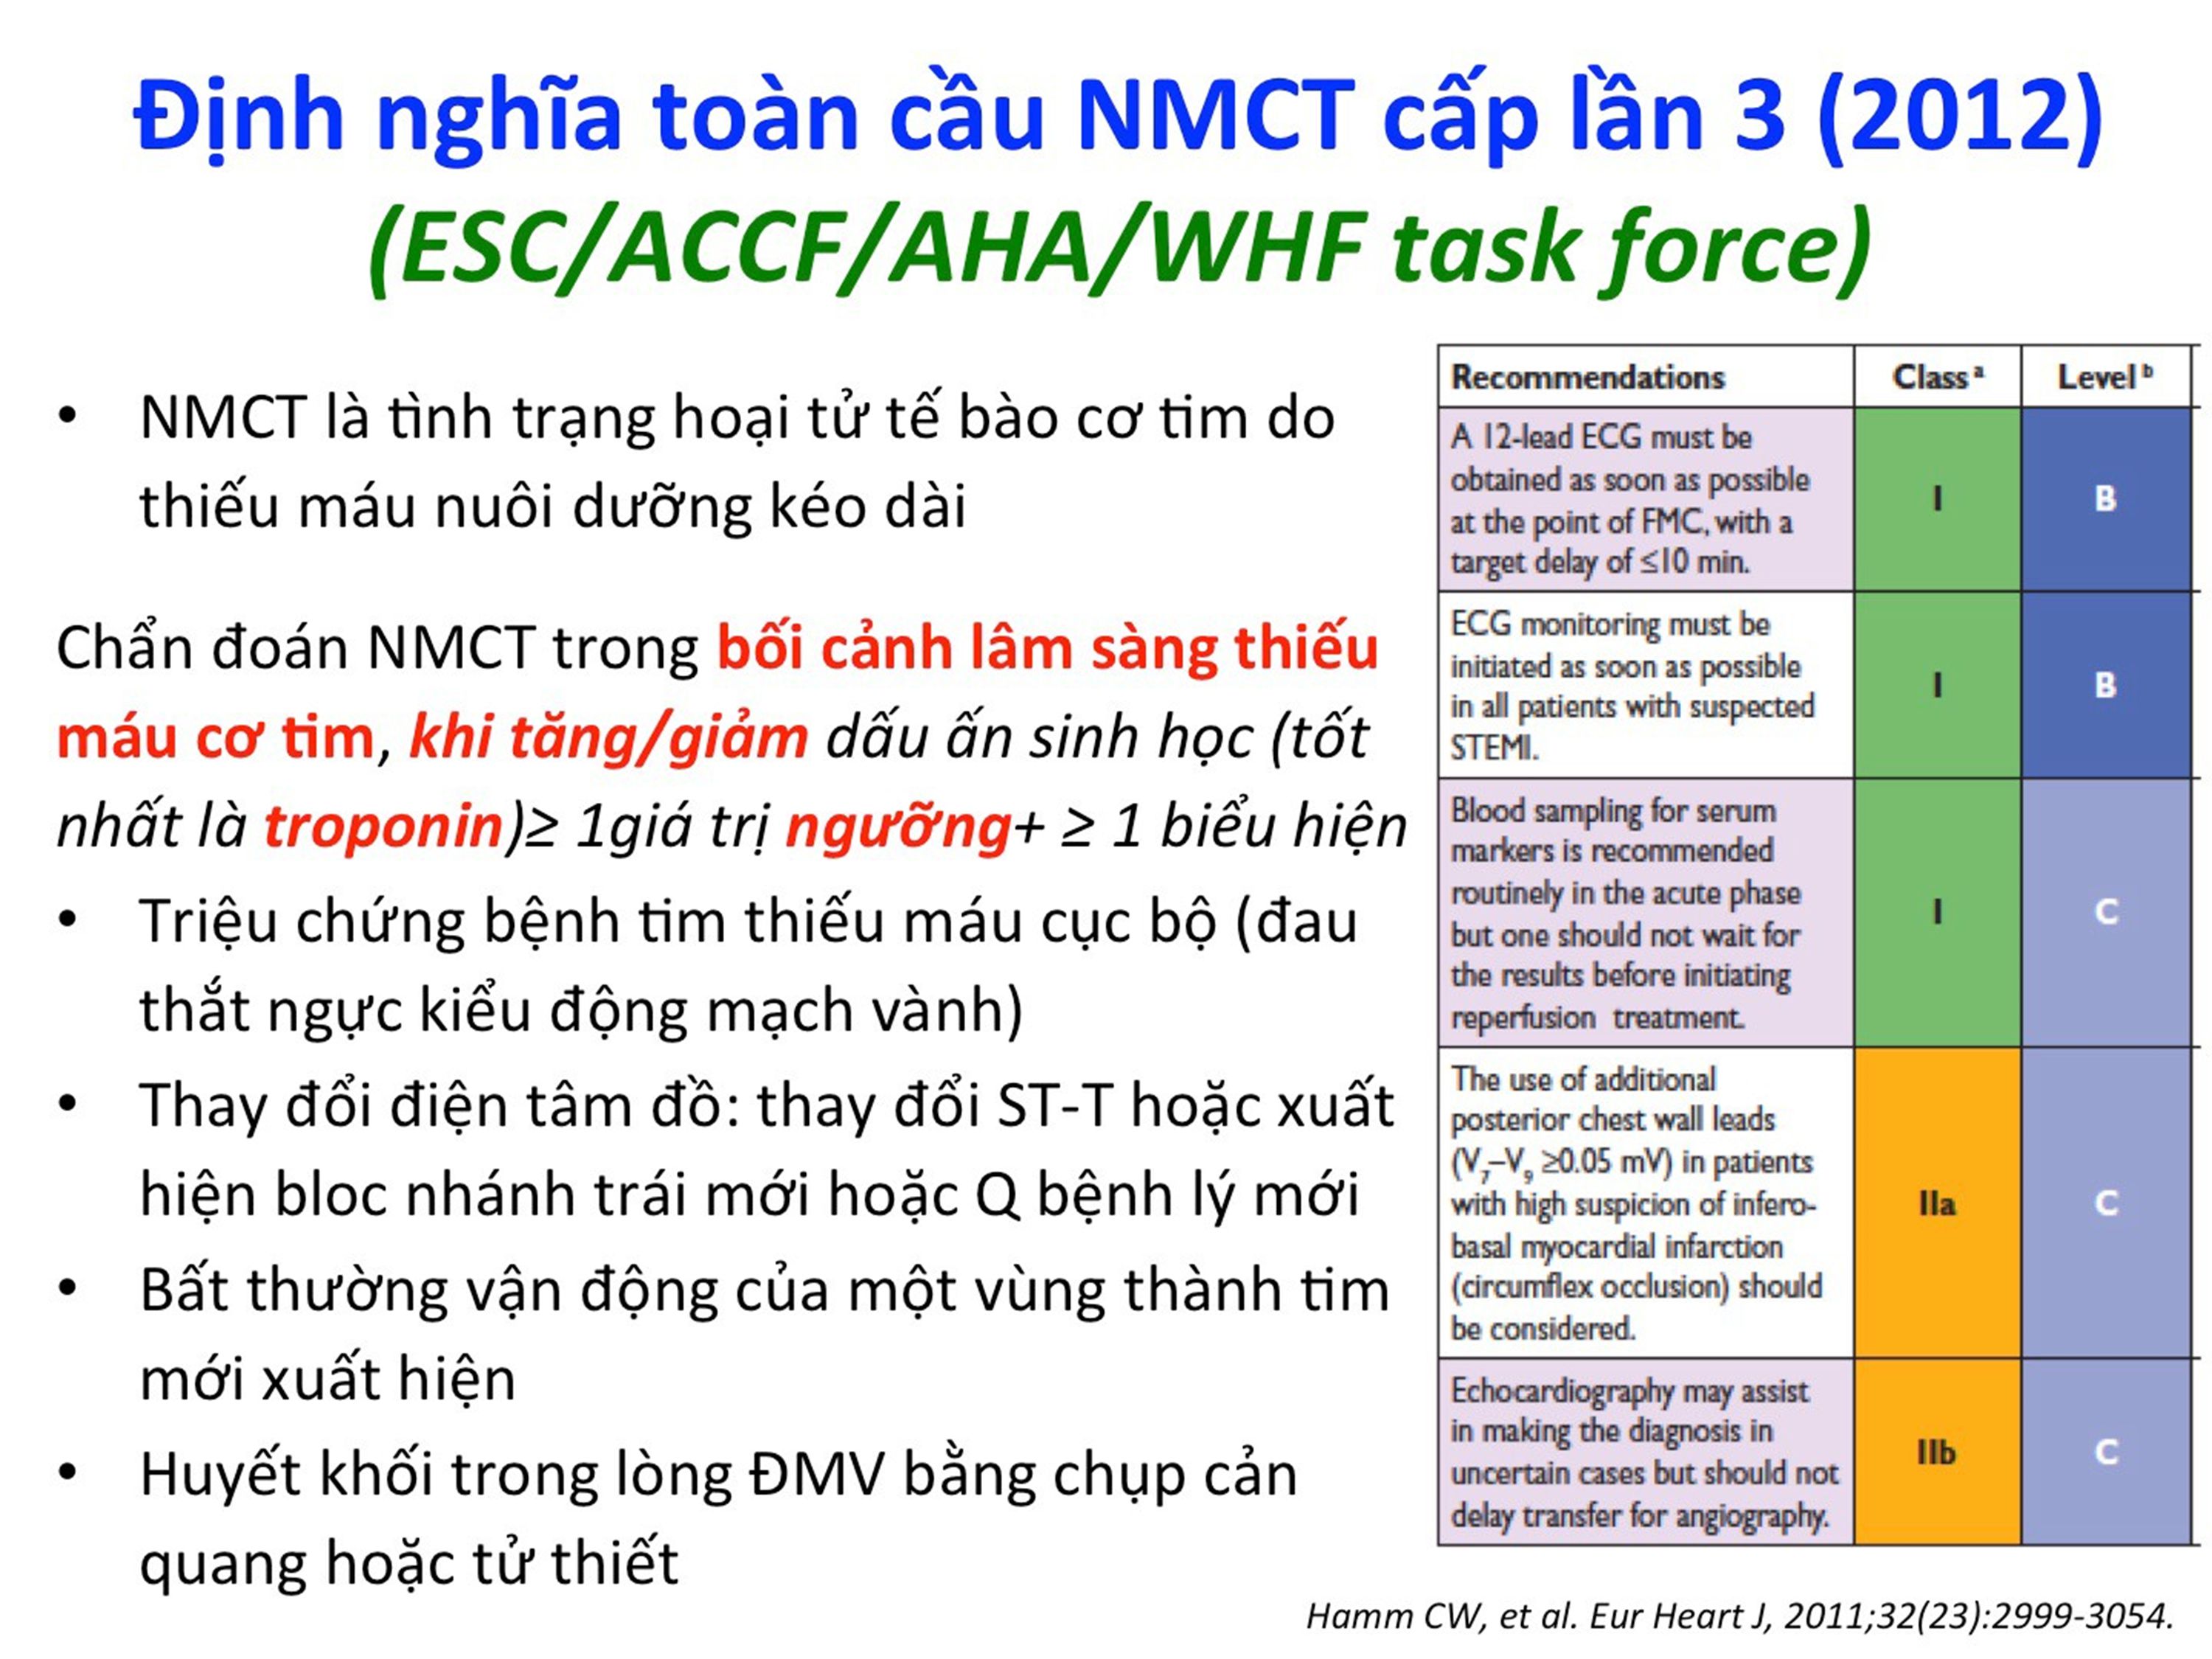 Định nghĩa toàn cầu NMCT cấp lần 3 (2012)
(ESC/ACCF/AHA/WHF task force)
• NMCT là tình trạng hoại tử tế bào cơ tim do
thiếu máu nuôi dưỡng kéo dài
Chẩn đoán NMCT trong bối cảnh lâm sàng thiếu
máu cơ tim, khi tăng/giảm dấu ấn sinh học (tốt
nhất là troponin)≥ 1giá trị ngưỡng+ ≥ 1 biểu hiện
• Triệu chứng bệnh tim thiếu máu cục bộ (đau
thắt ngực kiểu động mạch vành)
• Thay đổi điện tâm đồ: thay đổi ST-T hoặc xuất
hiện bloc nhánh trái mới hoặc Q bệnh lý mới
• Bất thường vận động của một vùng thành tim
mới xuất hiện
• Huyết khối trong lòng ĐMV bằng chụp cản
quang hoặc tử thiết
Recommendations Class a Level b
A 12-lead ECG must be
obtained as soon as possible
at the point of FMC, with a
target delay of ≤10 min.
I B
ECG monitoring must be
initiated as soon as possible
in all patients with suspected
STEMI.
I B
Blood sampling for serum
markers is recommended
routinely in the acute phase
but one should not wait for
the results before initiating
reperfusion treatment.
I C
The use of additional
posterior chest wall leads
(V7–V9 ≥0.05 mV) in patients
with high suspicion of infero-
basal myocardial infarction
(circumflex occlusion) should
be considered.
IIa C
Echocardiography may assist
in making the diagnosis in
uncertain cases but should not
delay transfer for angiography.
IIb C
Hamm CW, et al. Eur Heart J, 2011;32(23):2999-3054.